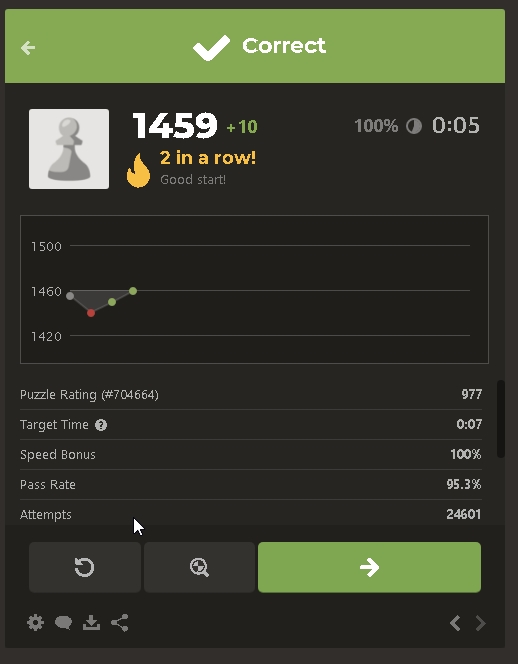 Correct
1459 +10
100% 0:05
2 in a row!
Good start!
1500
1460
1420
Puzzle Rating (#704664) 977
Target Time ? 0:07
Speed Bonus 100%
Pass Rate 95.3%
Attempts 24601